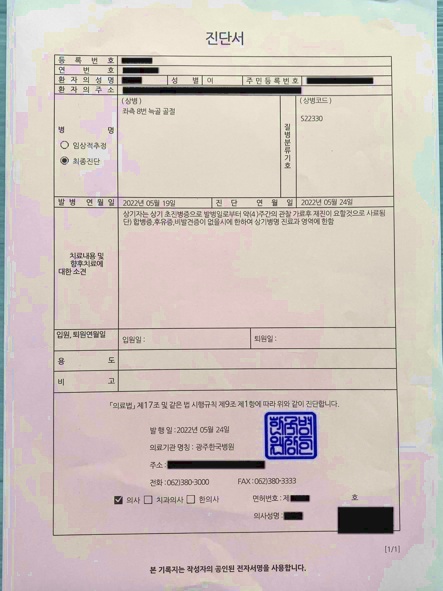 진단서
등 록 번 호
연 번 호
환 자 의 성 명 성 별 여 주 민 등 록 번 호
환 자 의 주 소
병 명
○ 임상적추정
◉ 최종진단
(상병)
좌측 8번 늑골 골절
질병분류기호
(상병코드)
S22330
발 병 연 월 일 2022년 05월 19일 진 단 연 월 일 2022년 05월 24일
치료내용 및
향후치료에
대한 소견
상기자는 상기 초진병증으로 발병일로부터 약(4)주간의 관찰 가료후 재진이 요할것으로 사료됨
단) 합병증,후유증,비발견증이 없을시에 한하여 상기병명 진료과 영역에 한함
입원, 퇴원연월일 입원일 : 퇴원일 :
용 도
비 고
「의료법」 제17조 및 같은 법 시행규칙 제9조 제1항에 따라 위와 같이 진단합니다.
발 행 일 : 2022년 05월 24일
의료기관 명칭 : 광주한국병원
주소 :
전화 : 062)380-3000 FAX : 062)380-3333
☑ 의사 □ 치과의사 □ 한의사 면허번호 : 제 호
의사성명 :
[1/1]
본 기록지는 작성자의 공인된 전자서명을 사용합니다.